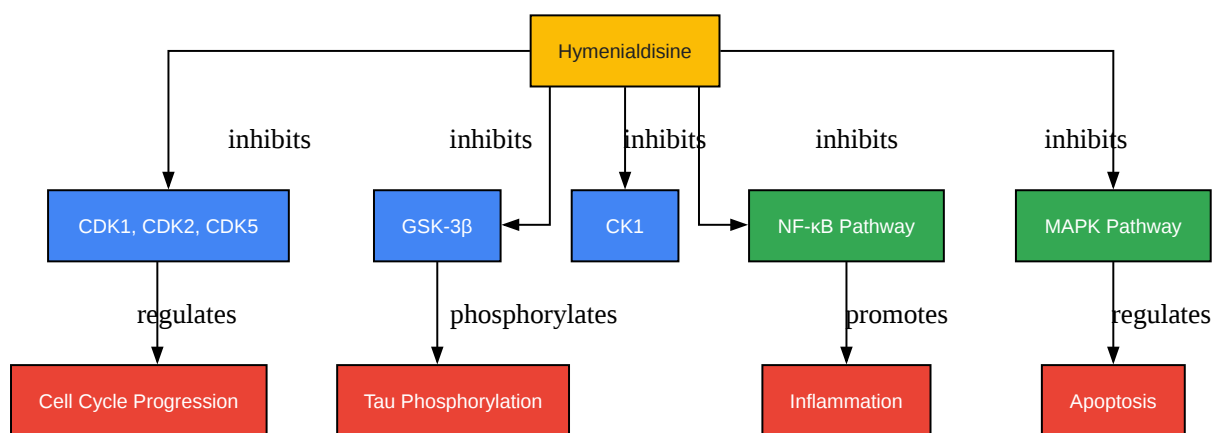 Hymenialdisine
inhibits
inhibits
inhibits
inhibits
inhibits
CDK1, CDK2, CDK5
GSK-3β
CK1
NF-κB Pathway
MAPK Pathway
regulates
phosphorylates
promotes
regulates
Cell Cycle Progression
Tau Phosphorylation
Inflammation
Apoptosis